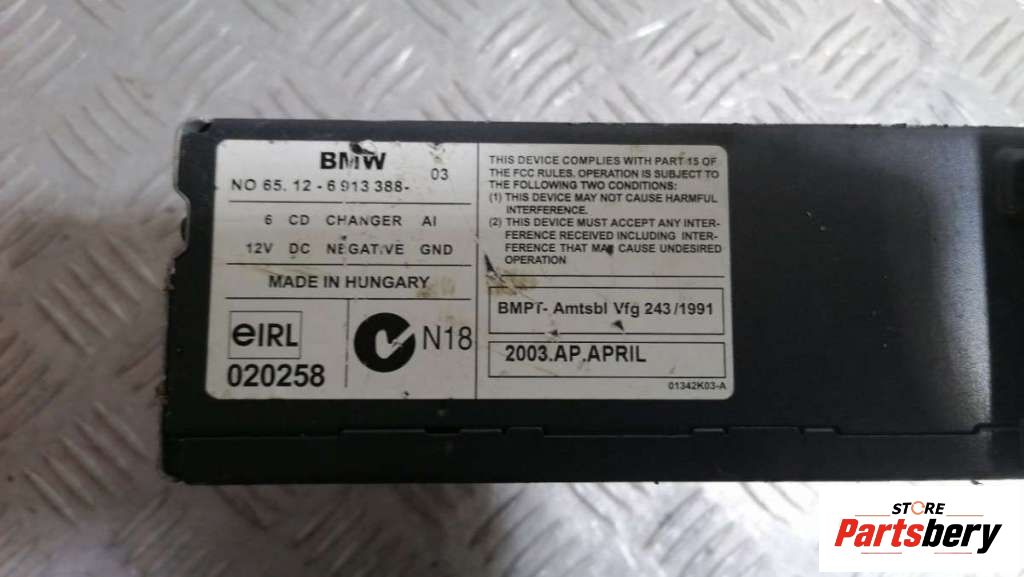 BMW
03
NO 65. 12 - 6 913 388-
6 CD CHANGER AI
12V DC NEGATIVE GND
MADE IN HUNGARY
eIRL
020258
N18
THIS DEVICE COMPLIES WITH PART 15 OF
THE FCC RULES, OPERATION IS SUBJECT TO
THE FOLLOWING TWO CONDITIONS:
(1) THIS DEVICE MAY NOT CAUSE HARMFUL
INTERFERENCE.
(2) THIS DEVICE MUST ACCEPT ANY INTER-
FERENCE RECEIVED INCLUDING INTER-
FERENCE THAT MAY CAUSE UNDESIRED
OPERATION
BMPT- Amtsbl Vfg 243 /1991
2003.AP.APRIL
01342K03-A
STORE
Partsbery